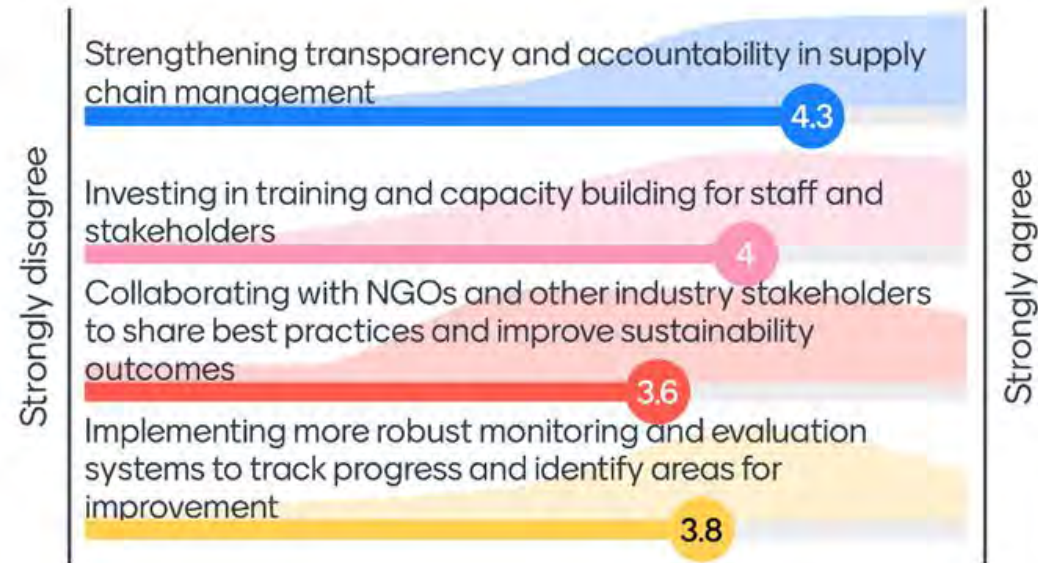 Strongly disagree
Strengthening transparency and accountability in supply
chain management
4.3
Investing in training and capacity building for staff and
stakeholders
4
Collaborating with NGOs and other industry stakeholders
to share best practices and improve sustainability
outcomes
3.6
Implementing more robust monitoring and evaluation
systems to track progress and identify areas for
improvement
3.8
Strongly agree